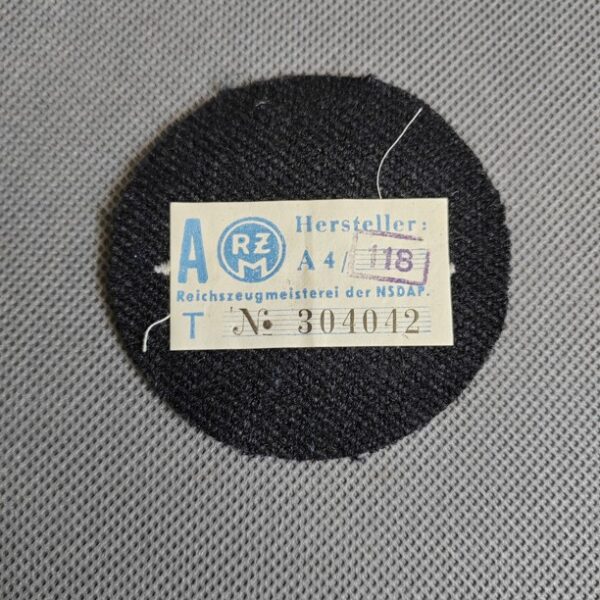 A RZM Hersteller:
A 4/ 118
Reichszeugmeisterei der NSDAP.
T № 304042